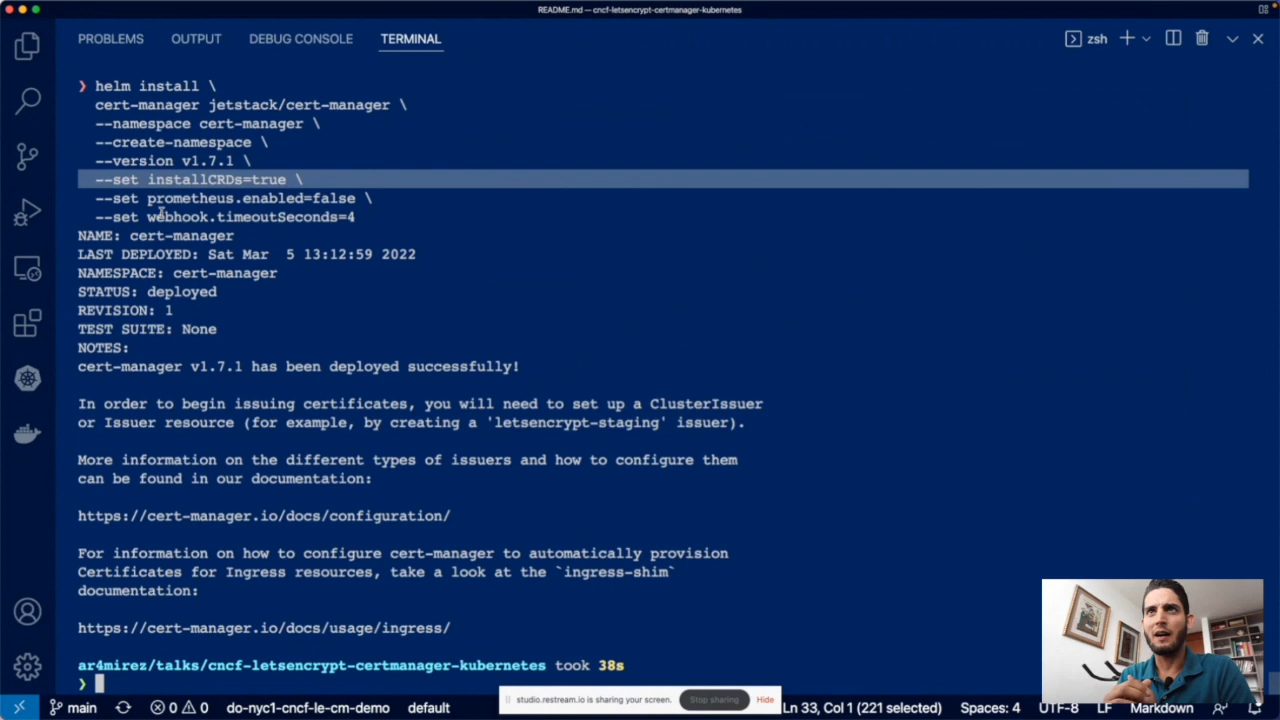 README.md — cncf-letsencrypt-certmanager-kubernetes
PROBLEMS OUTPUT DEBUG CONSOLE TERMINAL zsh
❯ helm install \
cert-manager jetstack/cert-manager \
--namespace cert-manager \
--create-namespace \
--version v1.7.1 \
--set installCRDs=true \
--set prometheus.enabled=false \
--set webhook.timeoutSeconds=4
NAME: cert-manager
LAST DEPLOYED: Sat Mar  5 13:12:59 2022
NAMESPACE: cert-manager
STATUS: deployed
REVISION: 1
TEST SUITE: None
NOTES:
cert-manager v1.7.1 has been deployed successfully!
In order to begin issuing certificates, you will need to set up a ClusterIssuer
or Issuer resource (for example, by creating a 'letsencrypt-staging' issuer).
More information on the different types of issuers and how to configure them
can be found in our documentation:
https://cert-manager.io/docs/configuration/
For information on how to configure cert-manager to automatically provision
Certificates for Ingress resources, take a look at the `ingress-shim`
documentation:
https://cert-manager.io/docs/usage/ingress/
ar4mirez/talks/cncf-letsencrypt-certmanager-kubernetes took 38s
❯
studio.restream.io is sharing your screen. Stop sharing Hide
main 0 0 do-nyc1-cncf-le-cm-demo default Ln 33, Col 1 (221 selected) Spaces: 4 UTF-8 LF Markdown